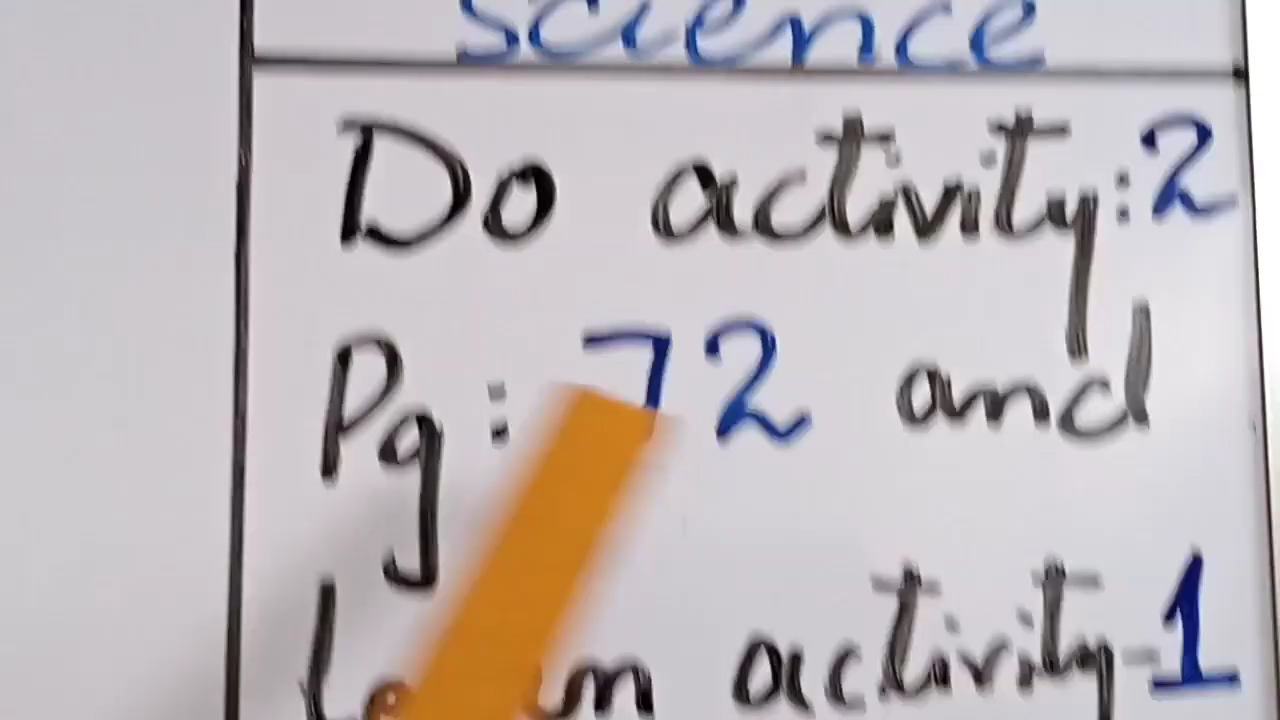 science
Do activity:2
Pg: 72 and
activity-1